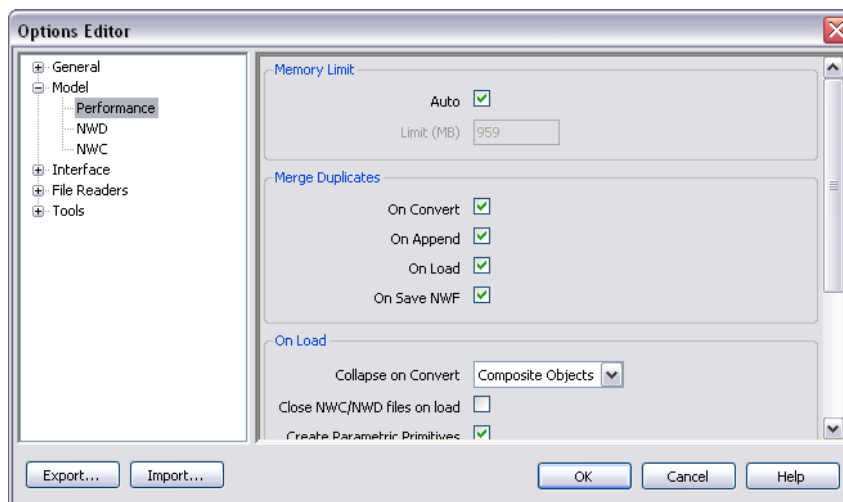 Options Editor
General
Model
Performance
NWD
NWC
Interface
File Readers
Tools
Memory Limit
Auto
Limit (MB) 959
Merge Duplicates
On Convert
On Append
On Load
On Save NWF
On Load
Collapse on Convert Composite Objects
Close NWC/NWD files on load
Create Parametric Primitives
Export... Import... OK Cancel Help